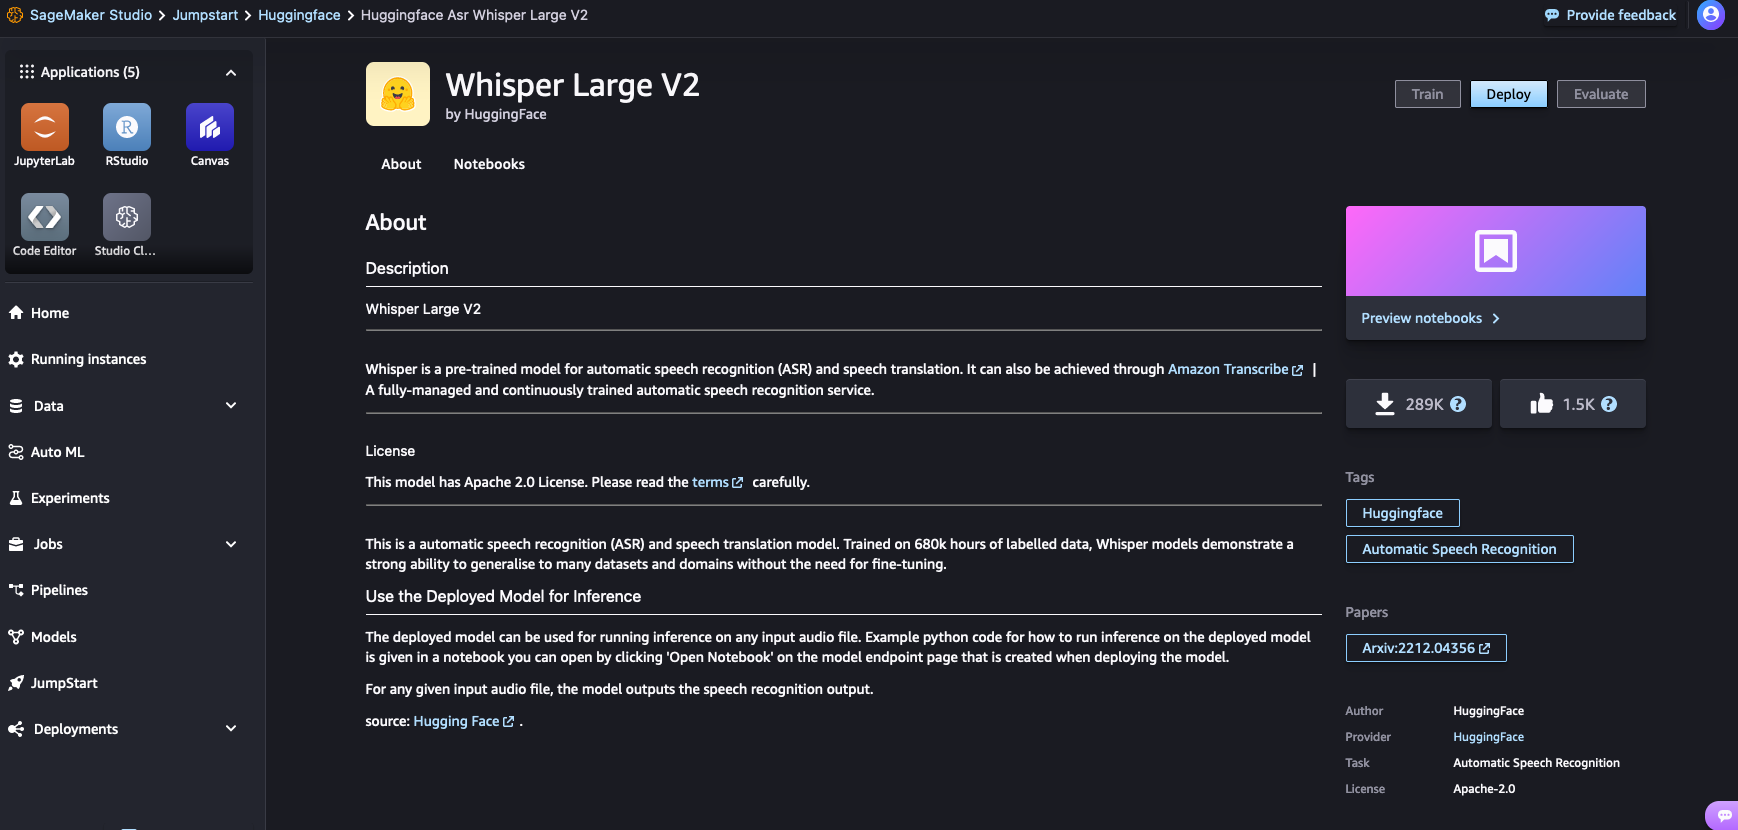 SageMaker Studio > Jumpstart > Huggingface > Huggingface Asr Whisper Large V2
Provide feedback
Applications (5)
JupyterLab
RStudio
Canvas
Code Editor
Studio Cl...
Home
Running instances
Data
Auto ML
Experiments
Jobs
Pipelines
Models
JumpStart
Deployments
Whisper Large V2
by HuggingFace
Train
Deploy
Evaluate
About
Notebooks
About
Description
Whisper Large V2
Whisper is a pre-trained model for automatic speech recognition (ASR) and speech translation. It can also be achieved through Amazon Transcribe |
A fully-managed and continuously trained automatic speech recognition service.
License
This model has Apache 2.0 License. Please read the terms carefully.
This is a automatic speech recognition (ASR) and speech translation model. Trained on 680k hours of labelled data, Whisper models demonstrate a
strong ability to generalise to many datasets and domains without the need for fine-tuning.
Use the Deployed Model for Inference
The deployed model can be used for running inference on any input audio file. Example python code for how to run inference on the deployed model
is given in a notebook you can open by clicking 'Open Notebook' on the model endpoint page that is created when deploying the model.
For any given input audio file, the model outputs the speech recognition output.
source: Hugging Face .
Preview notebooks >
289K ?
1.5K ?
Tags
Huggingface
Automatic Speech Recognition
Papers
Arxiv:2212.04356
Author HuggingFace
Provider HuggingFace
Task Automatic Speech Recognition
License Apache-2.0